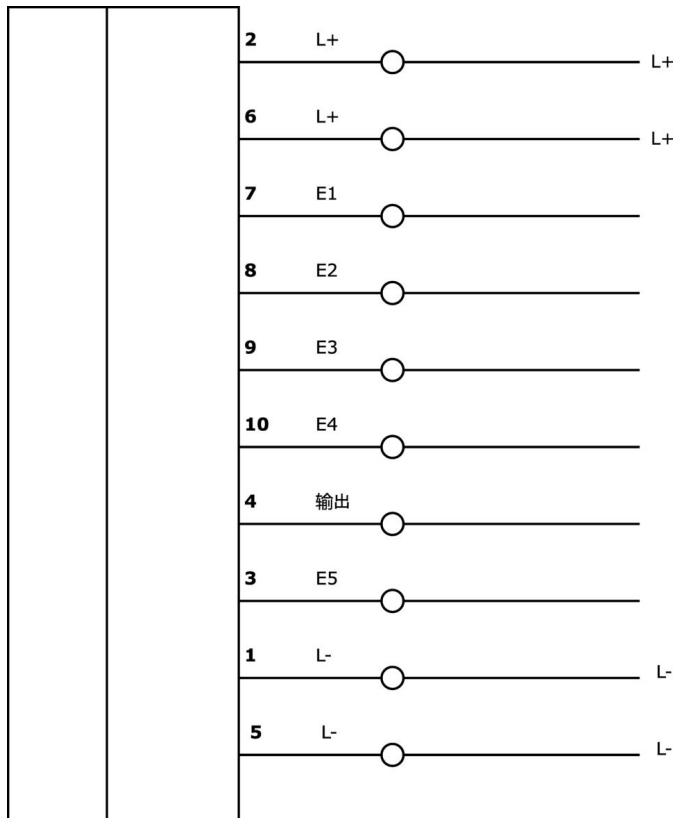 2 L+ L+
6 L+ L+
7 E1
8 E2
9 E3
10 E4
4 输出
3 E5
1 L- L-
5 L- L-